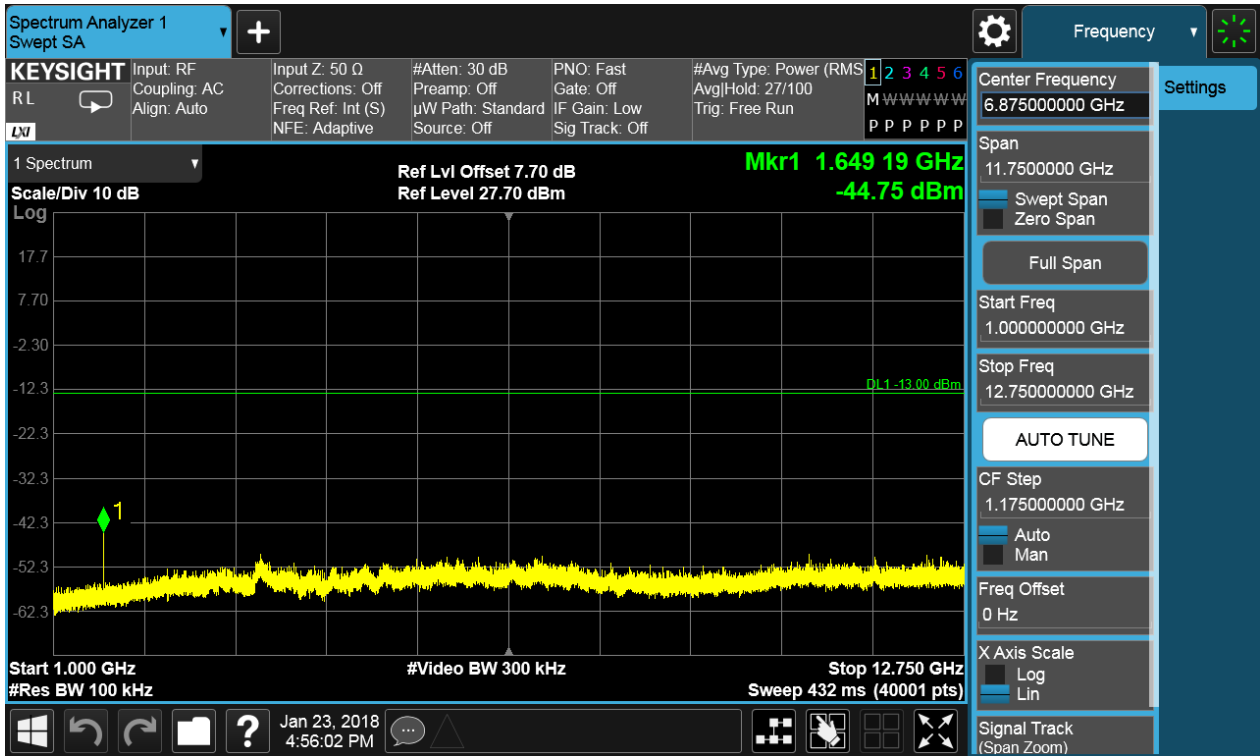 Spectrum Analyzer 1
Swept SA
Frequency
KEYSIGHT
RL
LXI
Input: RF
Coupling: AC
Align: Auto
Input Z: 50 Ω
Corrections: Off
Freq Ref: Int (S)
NFE: Adaptive
#Atten: 30 dB
Preamp: Off
µW Path: Standard
Source: Off
PNO: Fast
Gate: Off
IF Gain: Low
Sig Track: Off
#Avg Type: Power (RMS
Avg|Hold: 27/100
Trig: Free Run
1 2 3 4 5 6
M W W W W W
P P P P P P
1 Spectrum
Scale/Div 10 dB
Log
Ref Lvl Offset 7.70 dB
Ref Level 27.70 dBm
Mkr1 1.649 19 GHz
-44.75 dBm
17.7
7.70
-2.30
-12.3
DL1 -13.00 dBm
-22.3
-32.3
1
-42.3
-52.3
-62.3
Start 1.000 GHz
#Video BW 300 kHz
Stop 12.750 GHz
#Res BW 100 kHz
Sweep 432 ms (40001 pts)
?
Jan 23, 2018
4:56:02 PM
Center Frequency
6.875000000 GHz
Settings
Span
11.7500000 GHz
Swept Span
Zero Span
Full Span
Start Freq
1.000000000 GHz
Stop Freq
12.750000000 GHz
AUTO TUNE
CF Step
1.175000000 GHz
Auto
Man
Freq Offset
0 Hz
X Axis Scale
Log
Lin
Signal Track
(Span Zoom)